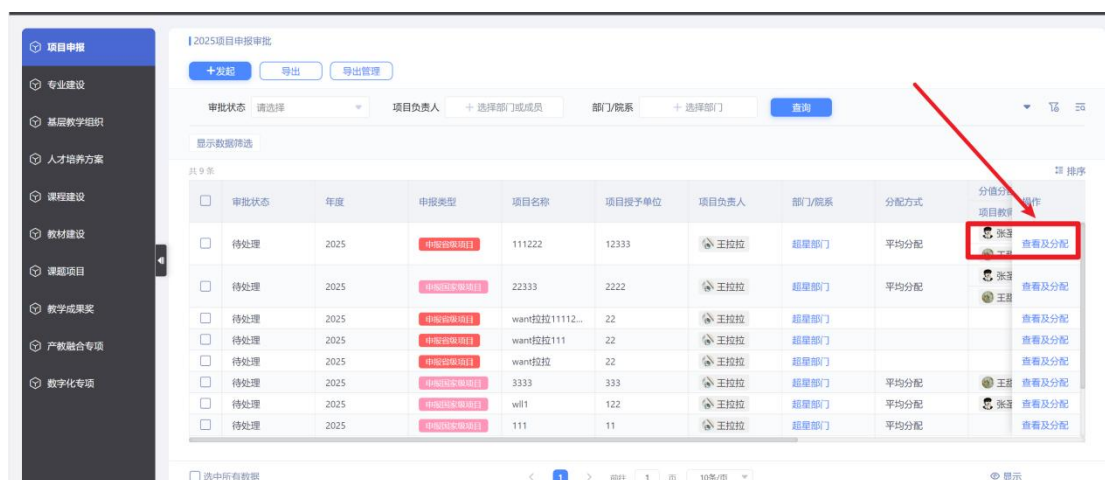 项目申报
专业建设
基层教学组织
人才培养方案
课程建设
教材建设
课题项目
教学成果奖
产教融合专项
数字化专项
2025项目申报审批
+发起 导出 导出管理
审批状态 请选择 项目负责人 + 选择部门或成员 部门/院系 + 选择部门 查询
显示数据筛选
共 9 条 排序
审批状态 年度 申报类型 项目名称 项目授予单位 项目负责人 部门/院系 分配方式 分值分 操作
项目教师
待处理 2025 申报省级项目 111222 12333 王拉拉 超星部门 平均分配 张圣 查看及分配
待处理 2025 申报国家级项目 22333 2222 王拉拉 超星部门 平均分配 张圣 查看及分配
王甜
待处理 2025 申报省级项目 want拉拉11112... 22 王拉拉 超星部门 查看及分配
待处理 2025 申报省级项目 want拉拉111 22 王拉拉 超星部门 查看及分配
待处理 2025 申报省级项目 want拉拉 22 王拉拉 超星部门 查看及分配
待处理 2025 申报国家级项目 3333 333 王拉拉 超星部门 平均分配 王甜 查看及分配
待处理 2025 申报国家级项目 wll1 122 王拉拉 超星部门 平均分配 张圣 查看及分配
待处理 2025 申报国家级项目 111 11 王拉拉 超星部门 平均分配 查看及分配
选中所有数据 < 1 > 前往 1 页 10条/页 显示